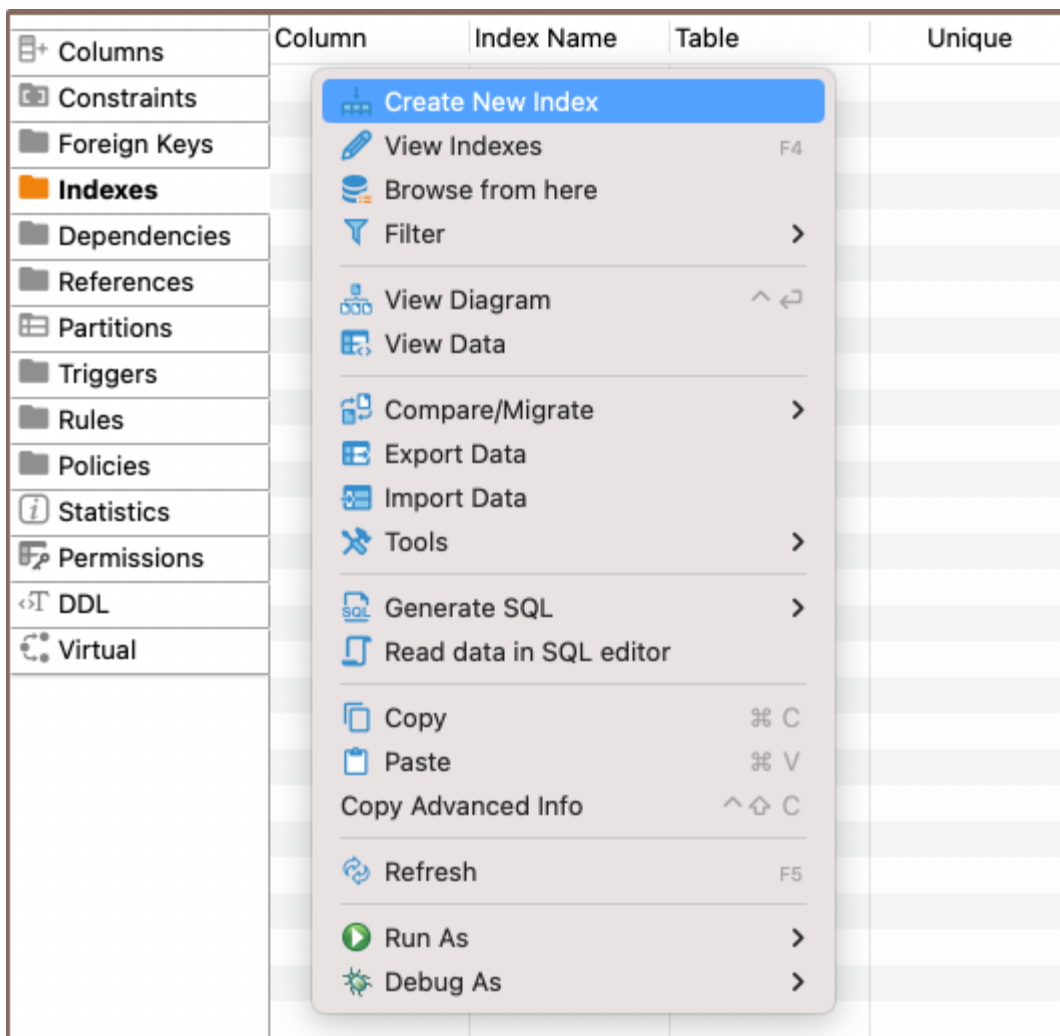 Columns
Constraints
Foreign Keys
Indexes
Dependencies
References
Partitions
Triggers
Rules
Policies
Statistics
Permissions
DDL
Virtual
Column Index Name Table Unique
Create New Index
View Indexes F4
Browse from here
Filter
View Diagram ^ ⏎
View Data
Compare/Migrate
Export Data
Import Data
Tools
Generate SQL
Read data in SQL editor
Copy ⌘ C
Paste ⌘ V
Copy Advanced Info ^ ⇧ C
Refresh F5
Run As
Debug As